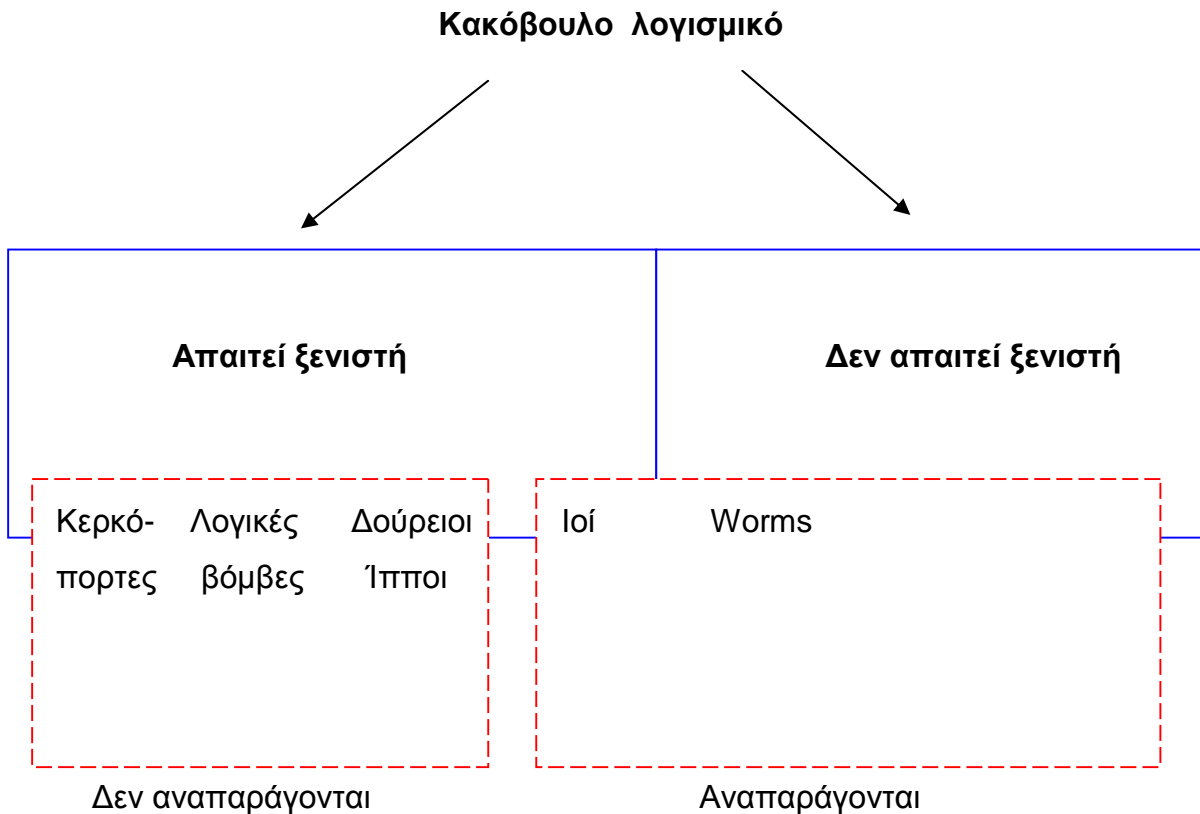 Κακόβουλο λογισμικό
Απαιτεί ξενιστή Δεν απαιτεί ξενιστή
Κερκό- Λογικές Δούρειοι Ιοί Worms
πορτες βόμβες Ίπποι
Δεν αναπαράγονται Αναπαράγονται